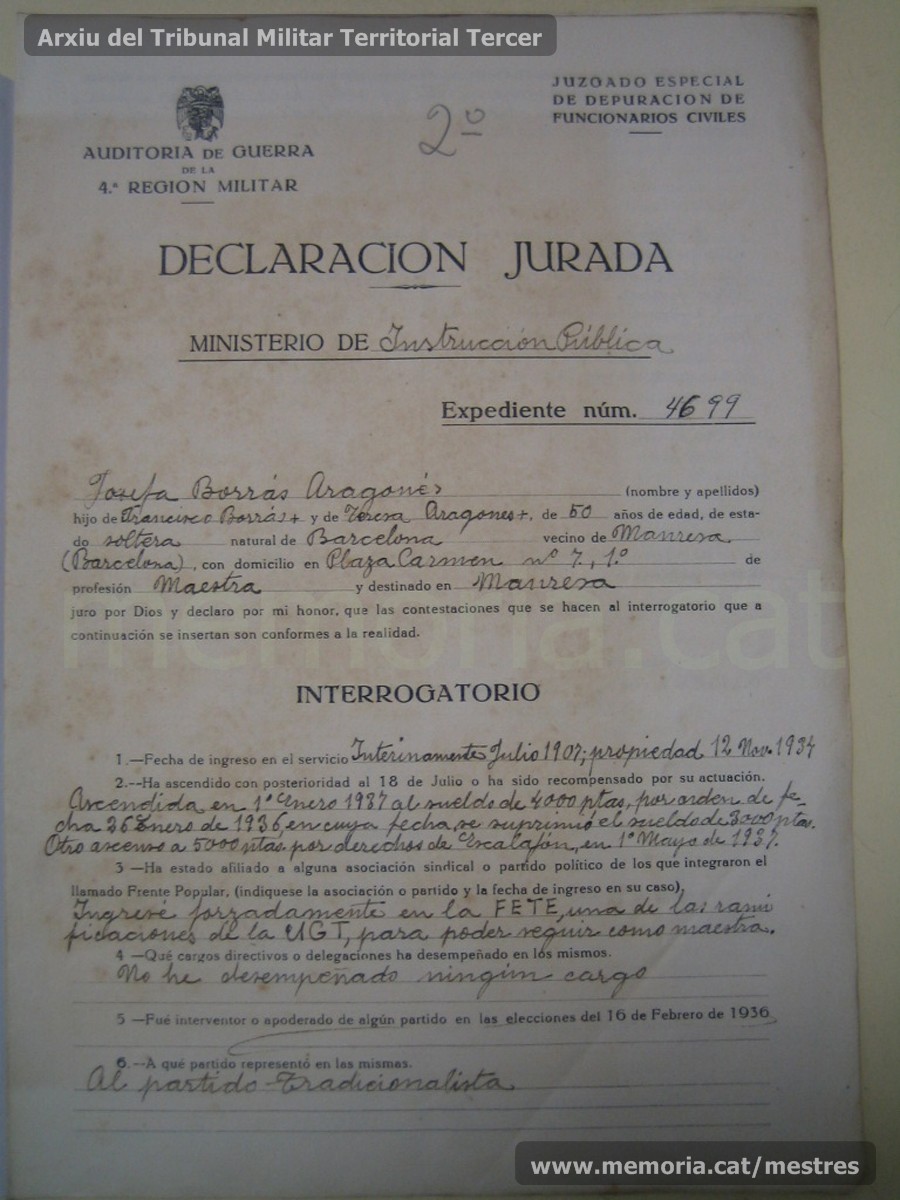 Arxiu del Tribunal Militar Territorial Tercer
JUZGADO ESPECIAL
DE DEPURACION DE
FUNCIONARIOS CIVILES
2º
AUDITORIA DE GUERRA
DE LA
4.ª REGION MILITAR
DECLARACION JURADA
MINISTERIO DE Instrucción Pública
Expediente núm. 4699
Josefa Borrás Aragonés (nombre y apellidos)
hijo de Francisco Borrás + y de Teresa Aragones +, de 50 años de edad, de esta-
do soltera natural de Barcelona vecino de Manresa
(Barcelona), con domicilio en Plaza Carmen nº 7, 1º de
profesión Maestra y destinado en Manresa
juro por Dios y declaro por mi honor, que las contestaciones que se hacen al interrogatorio que a
continuación se insertan son conformes a la realidad.
memoria.cat
INTERROGATORIO
1.—Fecha de ingreso en el servicio Interinamente Julio 1907; propiedad 12 Nov. 1934
2.--Ha ascendido con posterioridad al 18 de Julio o ha sido recompensado por su actuación.
Ascendida en 1º Enero 1937 al sueldo de 4000 ptas, por orden de fe-
cha 26 Enero de 1936, en cuya fecha se suprimió el sueldo de 3000 ptas.
Otro ascenso a 5000 ptas. por derechos de Escalafón, en 1º Mayo de 1937.
3 —Ha estado afiliado a alguna asociación sindical o partido político de los que integraron el
llamado Frente Popular, (indiquese la asociación o partido y la fecha de ingreso en su caso).
Ingresé forzadamente en la FETE, una de las rami
ficaciones de la UGT, para poder seguir como maestra.
4 —Qué cargos directivos o delegaciones ha desempeñado en los mismos.
No he desempeñado ningún cargo
5 —Fué interventor o apoderado de algún partido en las elecciones del 16 de Febrero de 1936
6.--A qué partido representó en las mismas.
Al partido Tradicionalista
www.memoria.cat/mestres